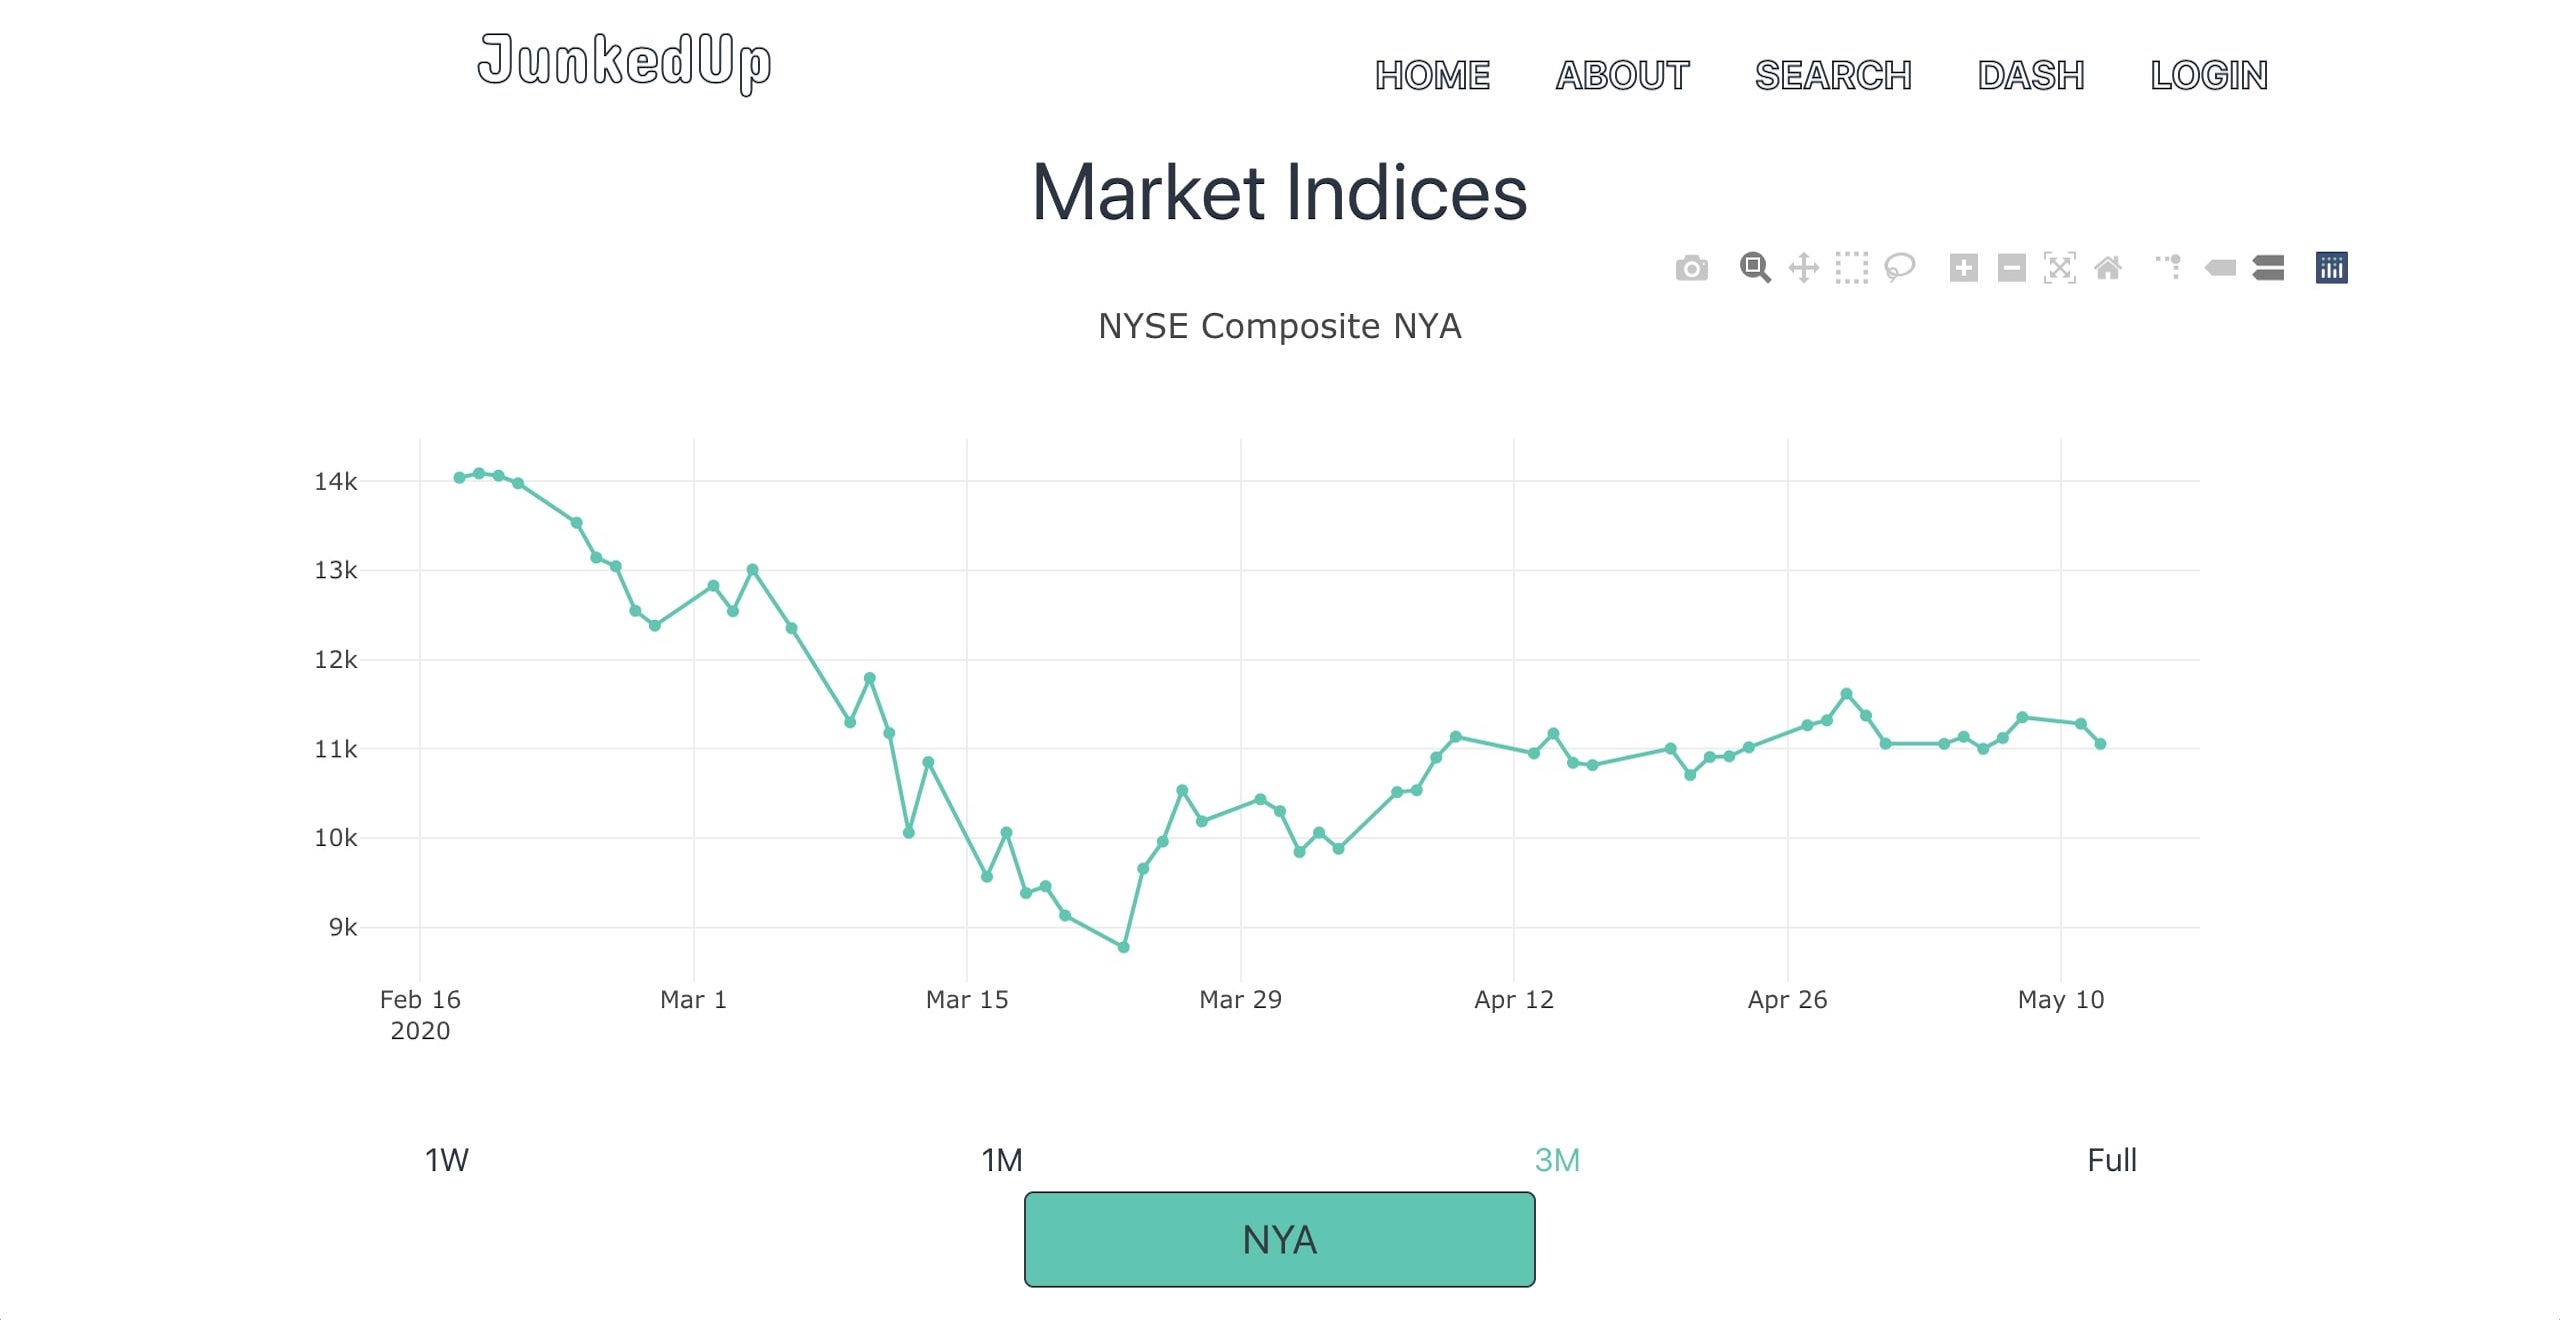 JunkedUp
HOME ABOUT SEARCH DASH LOGIN
Market Indices
NYSE Composite NYA
14k
13k
12k
11k
10k
9k
Feb 16 Mar 1 Mar 15 Mar 29 Apr 12 Apr 26 May 10
2020
1W 1M 3M Full
NYA